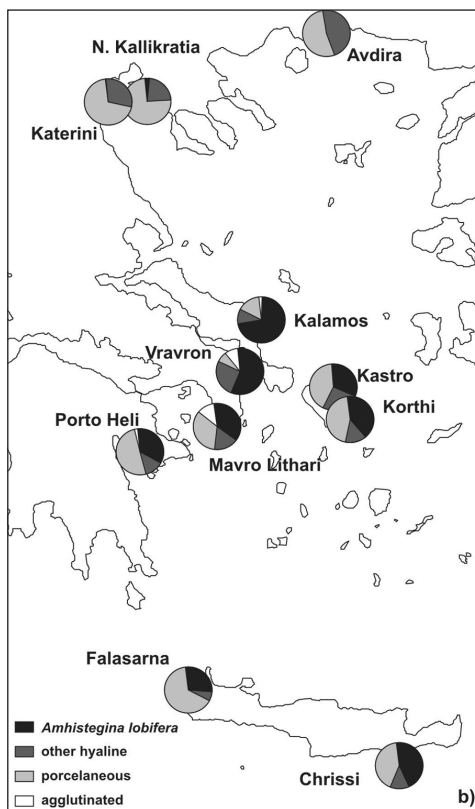 N. Kallikratia
Avdira
Katerini
Kalamos
Vravron
Kastro
Korthi
Porto Heli
Mavro Lithari
Falasarna
Amhistegina lobifera
other hyaline
porcelaneous
agglutinated
Chrissi
b)